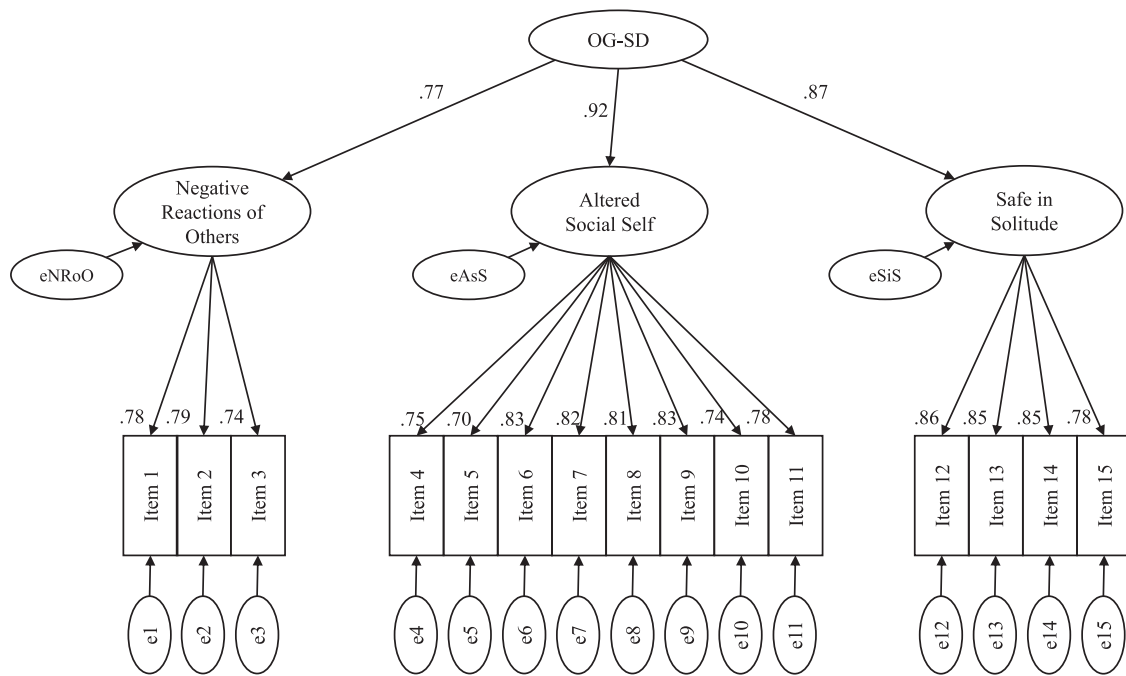 OG-SD
.77
.92
.87
Negative
Reactions of
Others
Altered
Social Self
Safe in
Solitude
eNRoO
eAsS
eSiS
.78 .79 .74
.75 .70 .83 .82 .81 .83 .74 .78
.86 .85 .85 .78
Item 1
Item 2
Item 3
Item 4
Item 5
Item 6
Item 7
Item 8
Item 9
Item 10
Item 11
Item 12
Item 13
Item 14
Item 15
e1
e2
e3
e4
e5
e6
e7
e8
e9
e10
e11
e12
e13
e14
e15